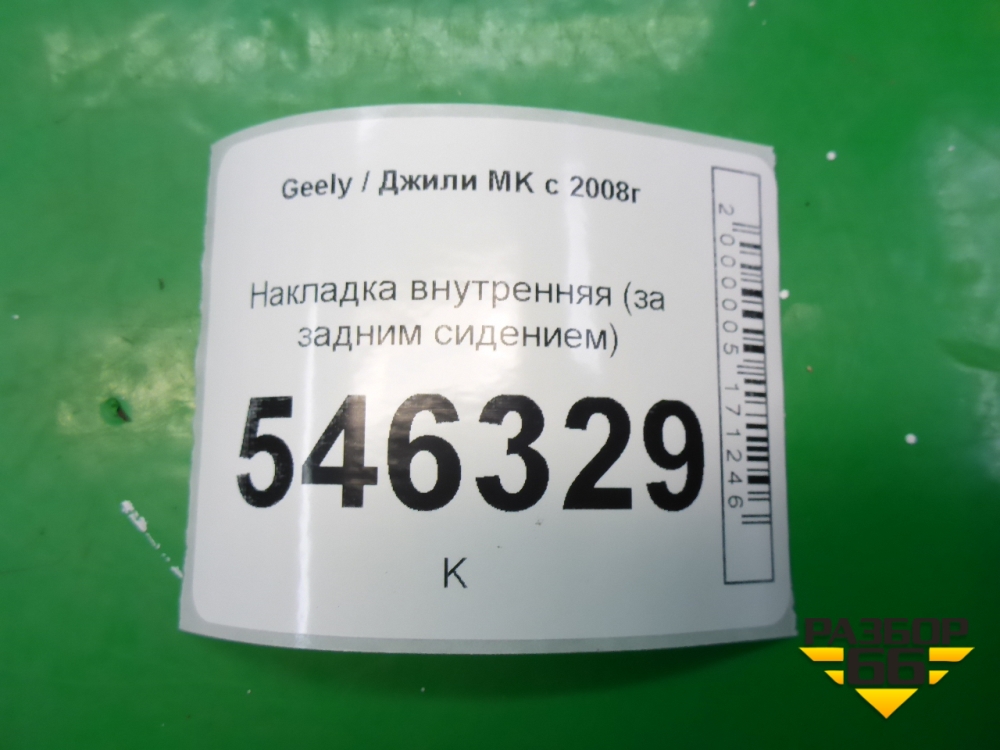 Geely / Джили МК с 2008г
Накладка внутренняя (за
задним сидением)
546329
К
2000005171246
РАЗБОР
66